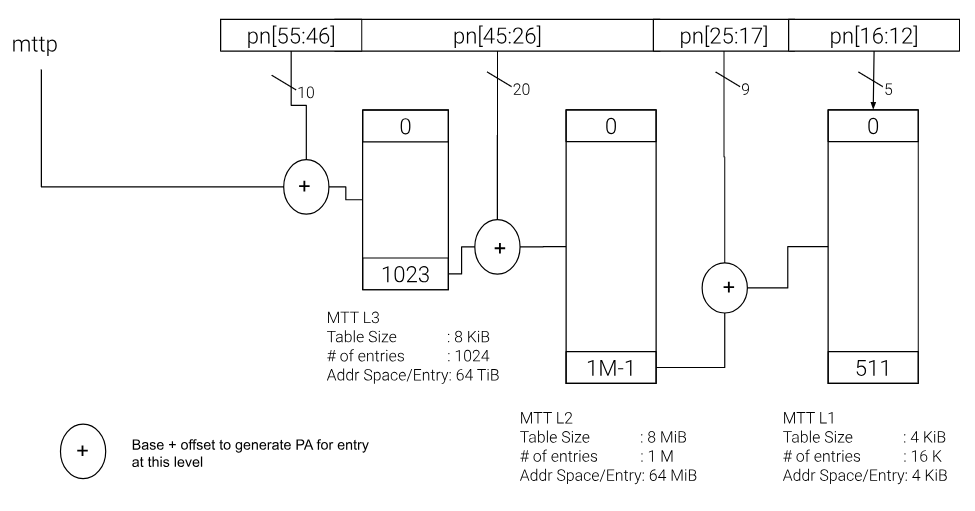 mttp
pn[55:46] pn[45:26] pn[25:17] pn[16:12]
10 20 9 5
0 0 0
+
1023
+
+
1M-1 511
MTT L3
Table Size : 8 KiB
# of entries : 1024
Addr Space/Entry: 64 TiB
MTT L2
Table Size : 8 MiB
# of entries : 1 M
Addr Space/Entry: 64 MiB
MTT L1
Table Size : 4 KiB
# of entries : 16 K
Addr Space/Entry: 4 KiB
+
Base + offset to generate PA for entry
at this level